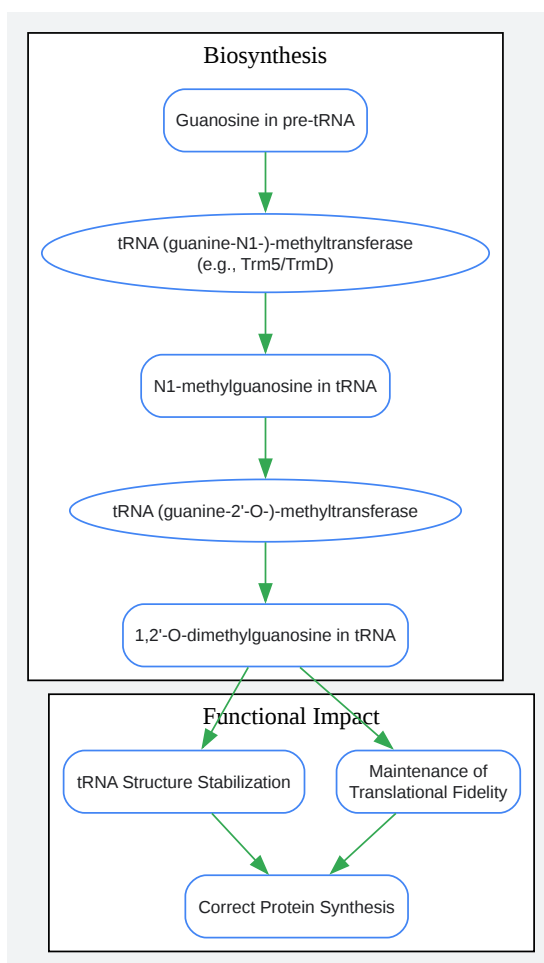 Biosynthesis
Guanosine in pre-tRNA
tRNA (guanine-N1-)-methyltransferase
(e.g., Trm5/TrmD)
N1-methylguanosine in tRNA
tRNA (guanine-2'-O-)-methyltransferase
1,2'-O-dimethylguanosine in tRNA
Functional Impact
tRNA Structure Stabilization
Maintenance of
Translational Fidelity
Correct Protein Synthesis